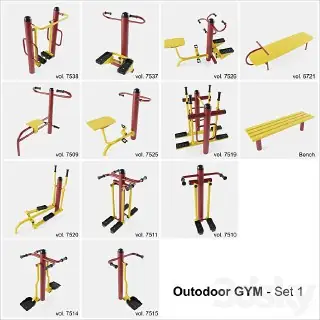 vol. 7538
vol. 7537
vol. 7526
vol. 6721
vol. 7509
vol. 7525
vol. 7519
Bench
vol. 7520
vol. 7511
vol. 7510
Outodoor GYM - Set 1
vol. 7514
vol. 7515
3dsky